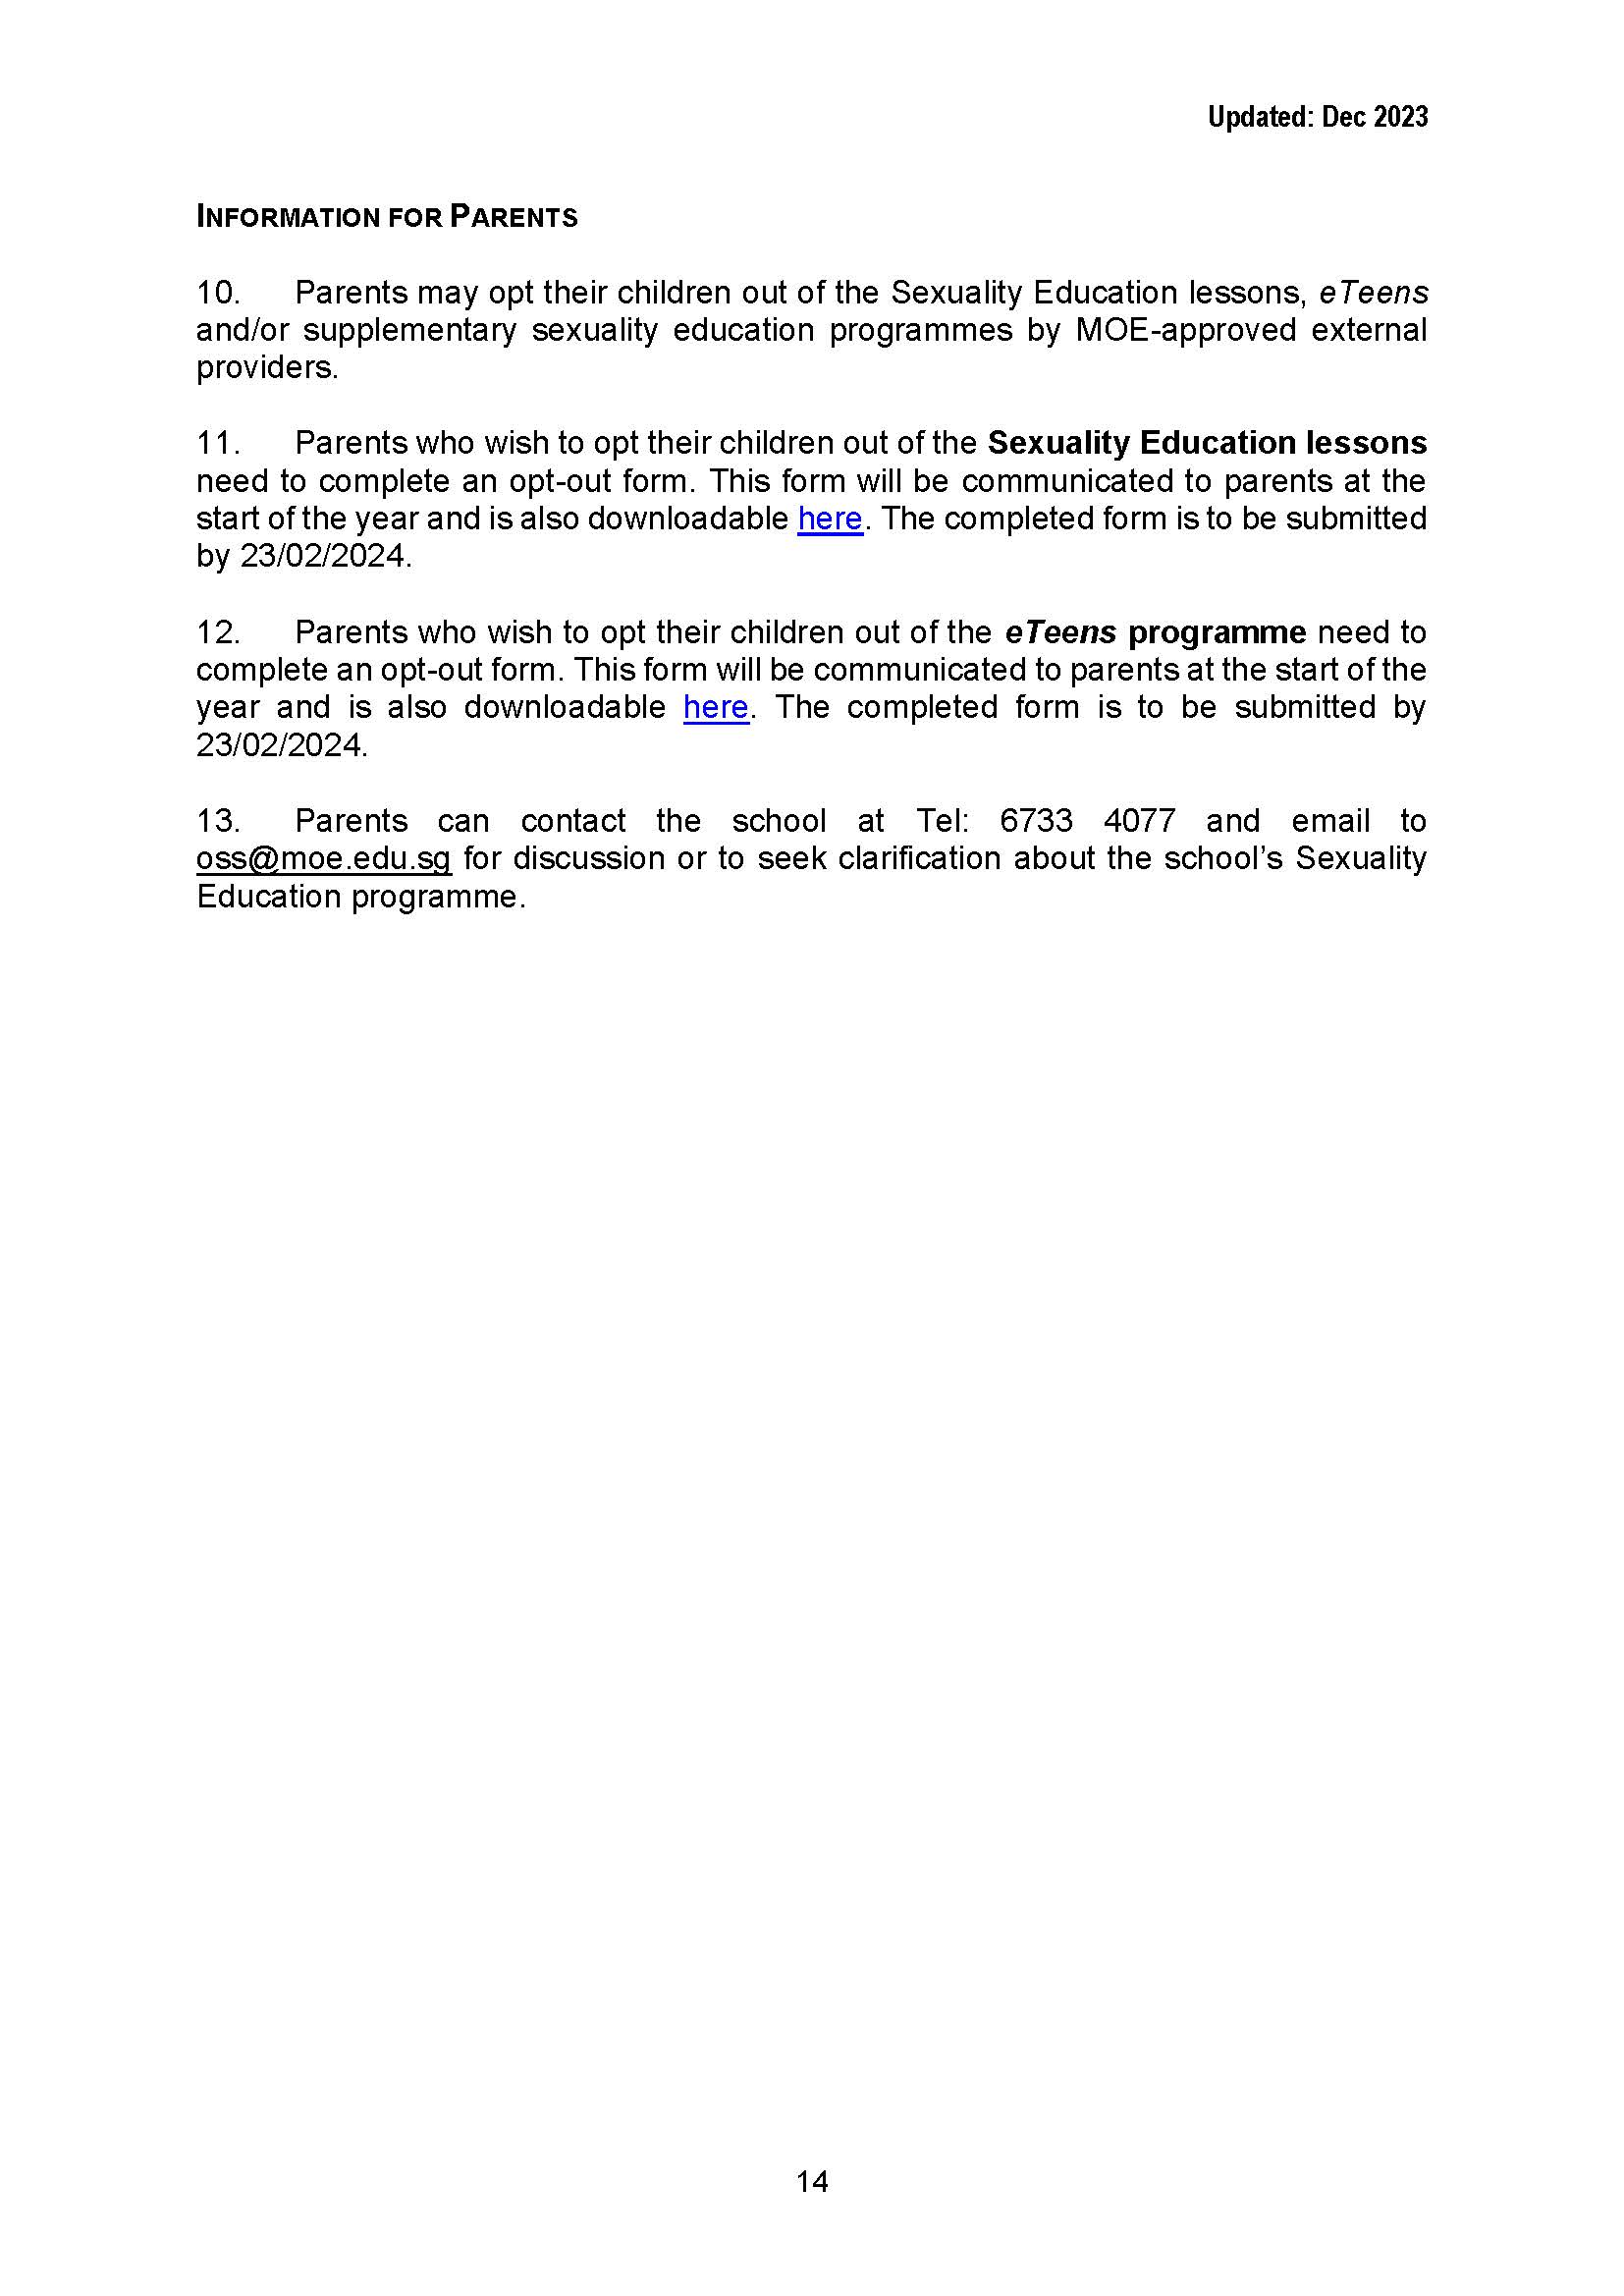 Updated: Dec 2023
INFORMATION FOR PARENTS
10. Parents may opt their children out of the Sexuality Education lessons, eTeens
and/or supplementary sexuality education programmes by MOE-approved external
providers.
11. Parents who wish to opt their children out of the Sexuality Education lessons
need to complete an opt-out form. This form will be communicated to parents at the
start of the year and is also downloadable here. The completed form is to be submitted
by 23/02/2024.
12. Parents who wish to opt their children out of the eTeens programme need to
complete an opt-out form. This form will be communicated to parents at the start of the
year and is also downloadable here. The completed form is to be submitted by
23/02/2024.
13. Parents can contact the school at Tel: 6733 4077 and email to
oss@moe.edu.sg for discussion or to seek clarification about the school’s Sexuality
Education programme.
14